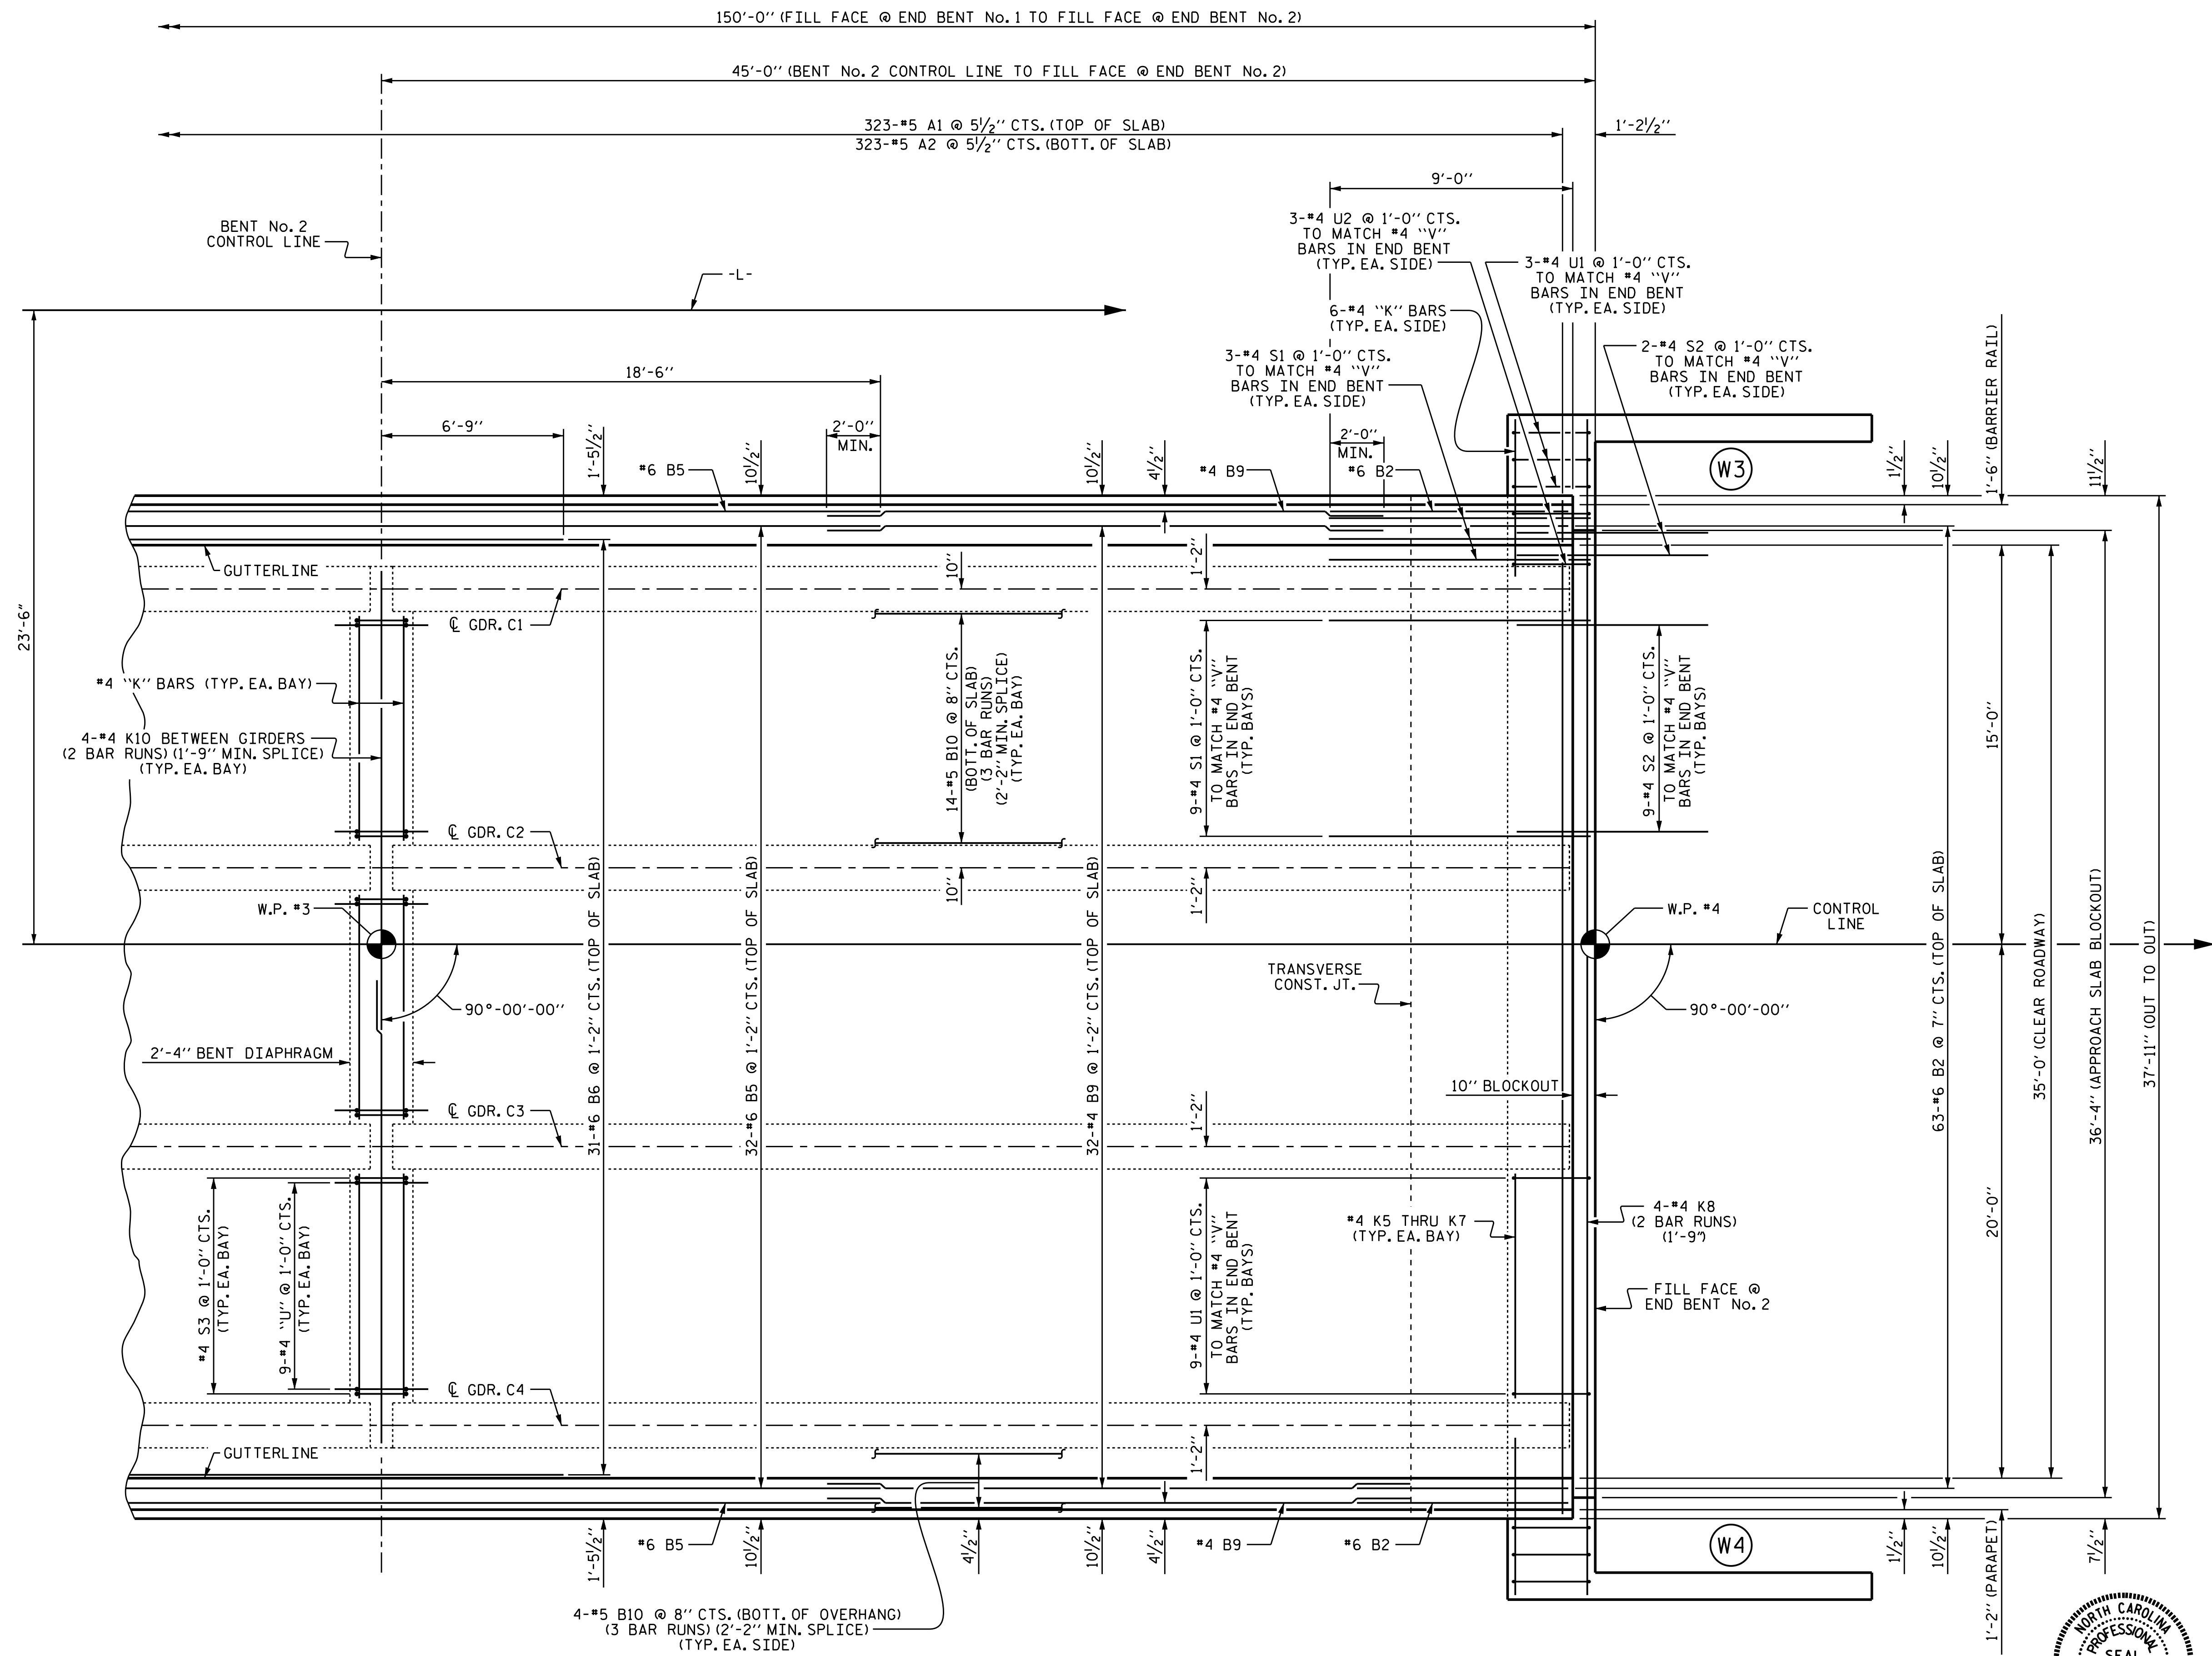 150'-0" (FILL FACE @ END BENT No. 1 TO FILL FACE @ END BENT No. 2)
45'-0" (BENT No. 2 CONTROL LINE TO FILL FACE @ END BENT No. 2)
323-#5 A1 @ 5½" CTS. (TOP OF SLAB)
323-#5 A2 @ 5½" CTS. (BOTT. OF SLAB)
1'-2½"
9'-0"
BENT No. 2
CONTROL LINE
-L-
3-#4 U2 @ 1'-0" CTS.
TO MATCH #4 "V"
BARS IN END BENT
(TYP. EA. SIDE)
3-#4 U1 @ 1'-0" CTS.
TO MATCH #4 "V"
BARS IN END BENT
(TYP. EA. SIDE)
6-#4 "K" BARS
(TYP. EA. SIDE)
3-#4 S1 @ 1'-0" CTS.
TO MATCH #4 "V"
BARS IN END BENT
(TYP. EA. SIDE)
2-#4 S2 @ 1'-0" CTS.
TO MATCH #4 "V"
BARS IN END BENT
(TYP. EA. SIDE)
18'-6"
6'-9"
1'-5½"
#6 B5
10½"
2'-0"
MIN.
10½"
4½"
#4 B9
2'-0"
MIN.
#6 B2
W3
1½"
10½"
1'-6" (BARRIER RAIL)
11½"
GUTTERLINE
10"
1'-2"
23'-6"
℄ GDR. C1
#4 "K" BARS (TYP. EA. BAY)
4-#4 K10 BETWEEN GIRDERS
(2 BAR RUNS) (1'-9" MIN. SPLICE)
(TYP. EA. BAY)
14-#5 B10 @ 8" CTS.
(BOTT. OF SLAB)
(3 BAR RUNS)
(2'-2" MIN. SPLICE)
(TYP. EA. BAY)
9-#4 S1 @ 1'-0" CTS.
TO MATCH #4 "V"
BARS IN END BENT
(TYP. BAYS)
9-#4 S2 @ 1'-0" CTS.
TO MATCH #4 "V"
BARS IN END BENT
(TYP. BAYS)
15'-0"
℄ GDR. C2
10"
1'-2"
W.P. #3
W.P. #4
CONTROL
LINE
31-#6 B6 @ 1'-2" CTS. (TOP OF SLAB)
32-#6 B5 @ 1'-2" CTS. (TOP OF SLAB)
32-#4 B9 @ 1'-2" CTS. (TOP OF SLAB)
63-#6 B2 @ 7" CTS. (TOP OF SLAB)
35'-0' (CLEAR ROADWAY)
36'-4" (APPROACH SLAB BLOCKOUT)
37'-11" (OUT TO OUT)
TRANSVERSE
CONST. JT.
90°-00'-00"
90°-00'-00"
2'-4" BENT DIAPHRAGM
10" BLOCKOUT
℄ GDR. C3
1'-2"
#4 S3 @ 1'-0" CTS.
(TYP. EA. BAY)
9-#4 "U" @ 1'-0" CTS.
(TYP. EA. BAY)
9-#4 U1 @ 1'-0" CTS.
TO MATCH #4 "V"
BARS IN END BENT
(TYP. BAYS)
#4 K5 THRU K7
(TYP. EA. BAY)
4-#4 K8
(2 BAR RUNS)
(1'-9")
20'-0"
FILL FACE @
END BENT No. 2
℄ GDR. C4
GUTTERLINE
1'-2"
1'-5½"
#6 B5
10½"
4½"
10½"
4½"
#4 B9
#6 B2
W4
1½"
10½"
1'-2" (PARAPET)
7½"
4-#5 B10 @ 8" CTS. (BOTT. OF OVERHANG)
(3 BAR RUNS) (2'-2" MIN. SPLICE)
(TYP. EA. SIDE)
NORTH CAROLINA
PROFESSIONAL
SEAL